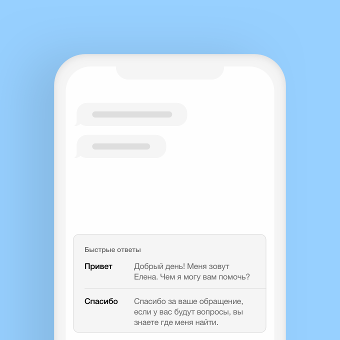 Быстрые ответы
Привет
Добрый день! Меня зовут
Елена. Чем я могу вам помочь?
Спасибо
Спасибо за ваше обращение,
если у вас будут вопросы, вы
знаете где меня найти.